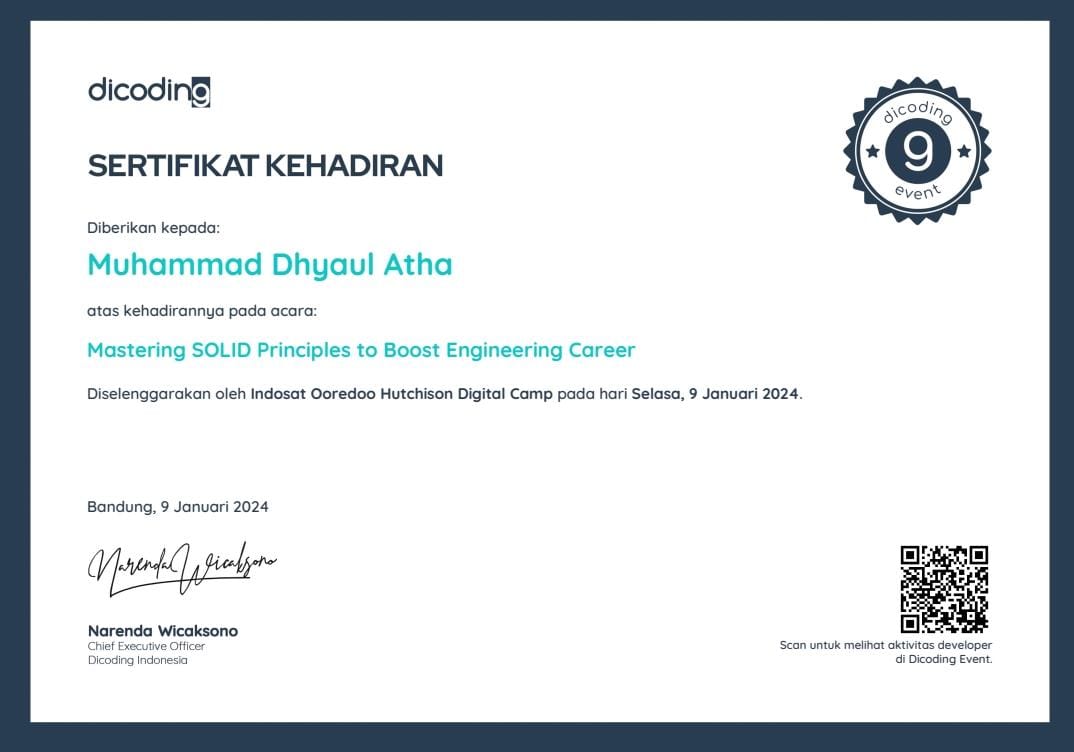 dicoding
dicoding
9
event
SERTIFIKAT KEHADIRAN
Diberikan kepada:
Muhammad Dhyaul Atha
atas kehadirannya pada acara:
Mastering SOLID Principles to Boost Engineering Career
Diselenggarakan oleh Indosat Ooredoo Hutchison Digital Camp pada hari Selasa, 9 Januari 2024.
Bandung, 9 Januari 2024
Narenda Wicaksono
Narenda Wicaksono
Chief Executive Officer
Dicoding Indonesia
Scan untuk melihat aktivitas developer
di Dicoding Event.